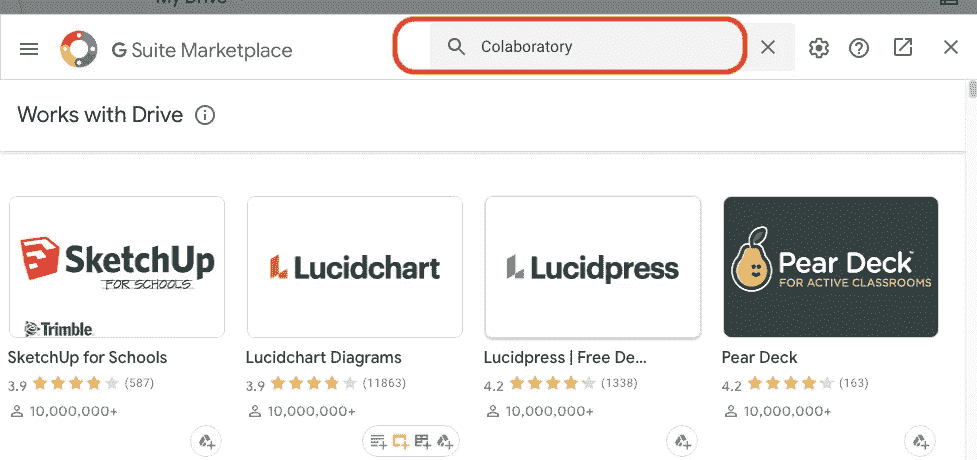 My Drive
G Suite Marketplace
Colaboratory
Works with Drive
SketchUp
FOR SCHOOLS
Trimble
Lucidchart
Lucidpress
Pear Deck™
FOR ACTIVE CLASSROOMS
SketchUp for Schools
Lucidchart Diagrams
Lucidpress | Free De...
Pear Deck
3.9 (587)
3.9 (11863)
4.2 (1338)
4.2 (163)
10,000,000+
10,000,000+
10,000,000+
10,000,000+